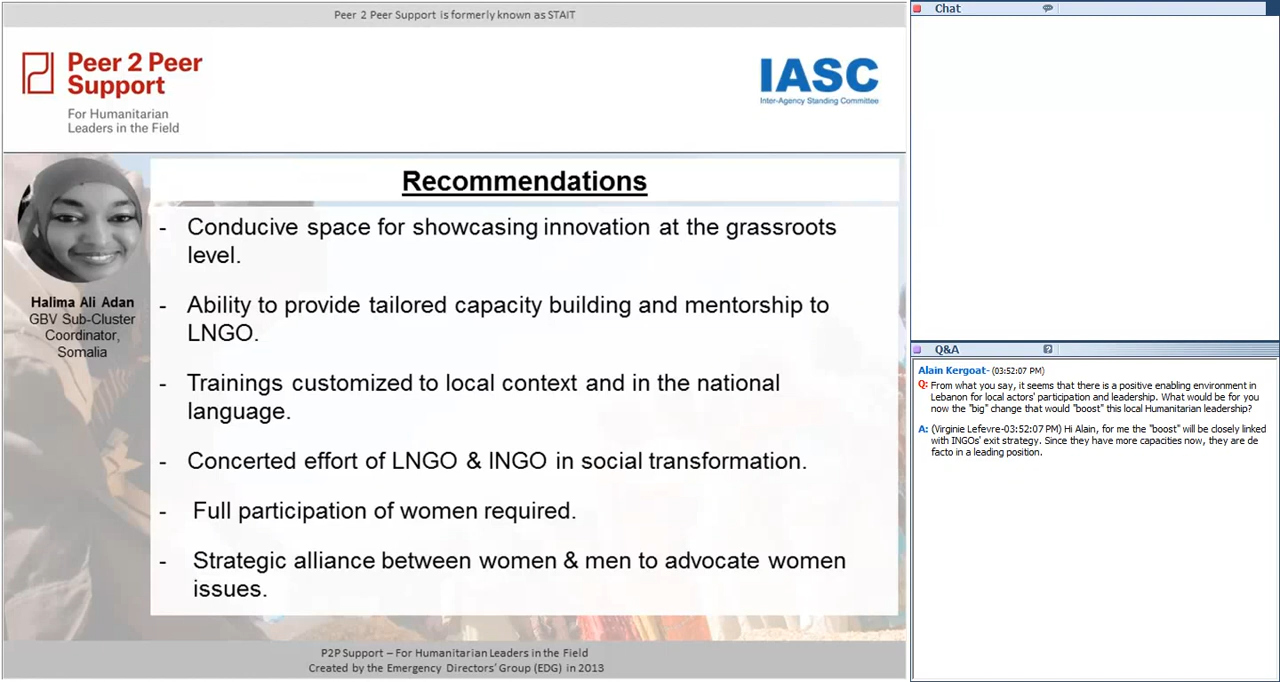 Peer 2 Peer Support is formerly known as STAIT
Peer 2 Peer
Support
For Humanitarian
Leaders in the Field
IASC
Inter-Agency Standing Committee
Halima Ali Adan
GBV Sub-Cluster
Coordinator,
Somalia
Recommendations
- Conducive space for showcasing innovation at the grassroots
level.
- Ability to provide tailored capacity building and mentorship to
LNGO.
- Trainings customized to local context and in the national
language.
- Concerted effort of LNGO & INGO in social transformation.
- Full participation of women required.
- Strategic alliance between women & men to advocate women
issues.
P2P Support – For Humanitarian Leaders in the Field
Created by the Emergency Directors' Group (EDG) in 2013
Chat
Q&A
Alain Kergoat- (03:52:07 PM)
Q: From what you say, it seems that there is a positive enabling environment in
Lebanon for local actors' participation and leadership. What would be for you
now the "big" change that would "boost" this local Humanitarian leadership?
A: (Virginie Lefevre-03:52:07 PM) Hi Alain, for me the "boost" will be closely linked
with INGOs' exit strategy. Since they have more capacities now, they are de
facto in a leading position.